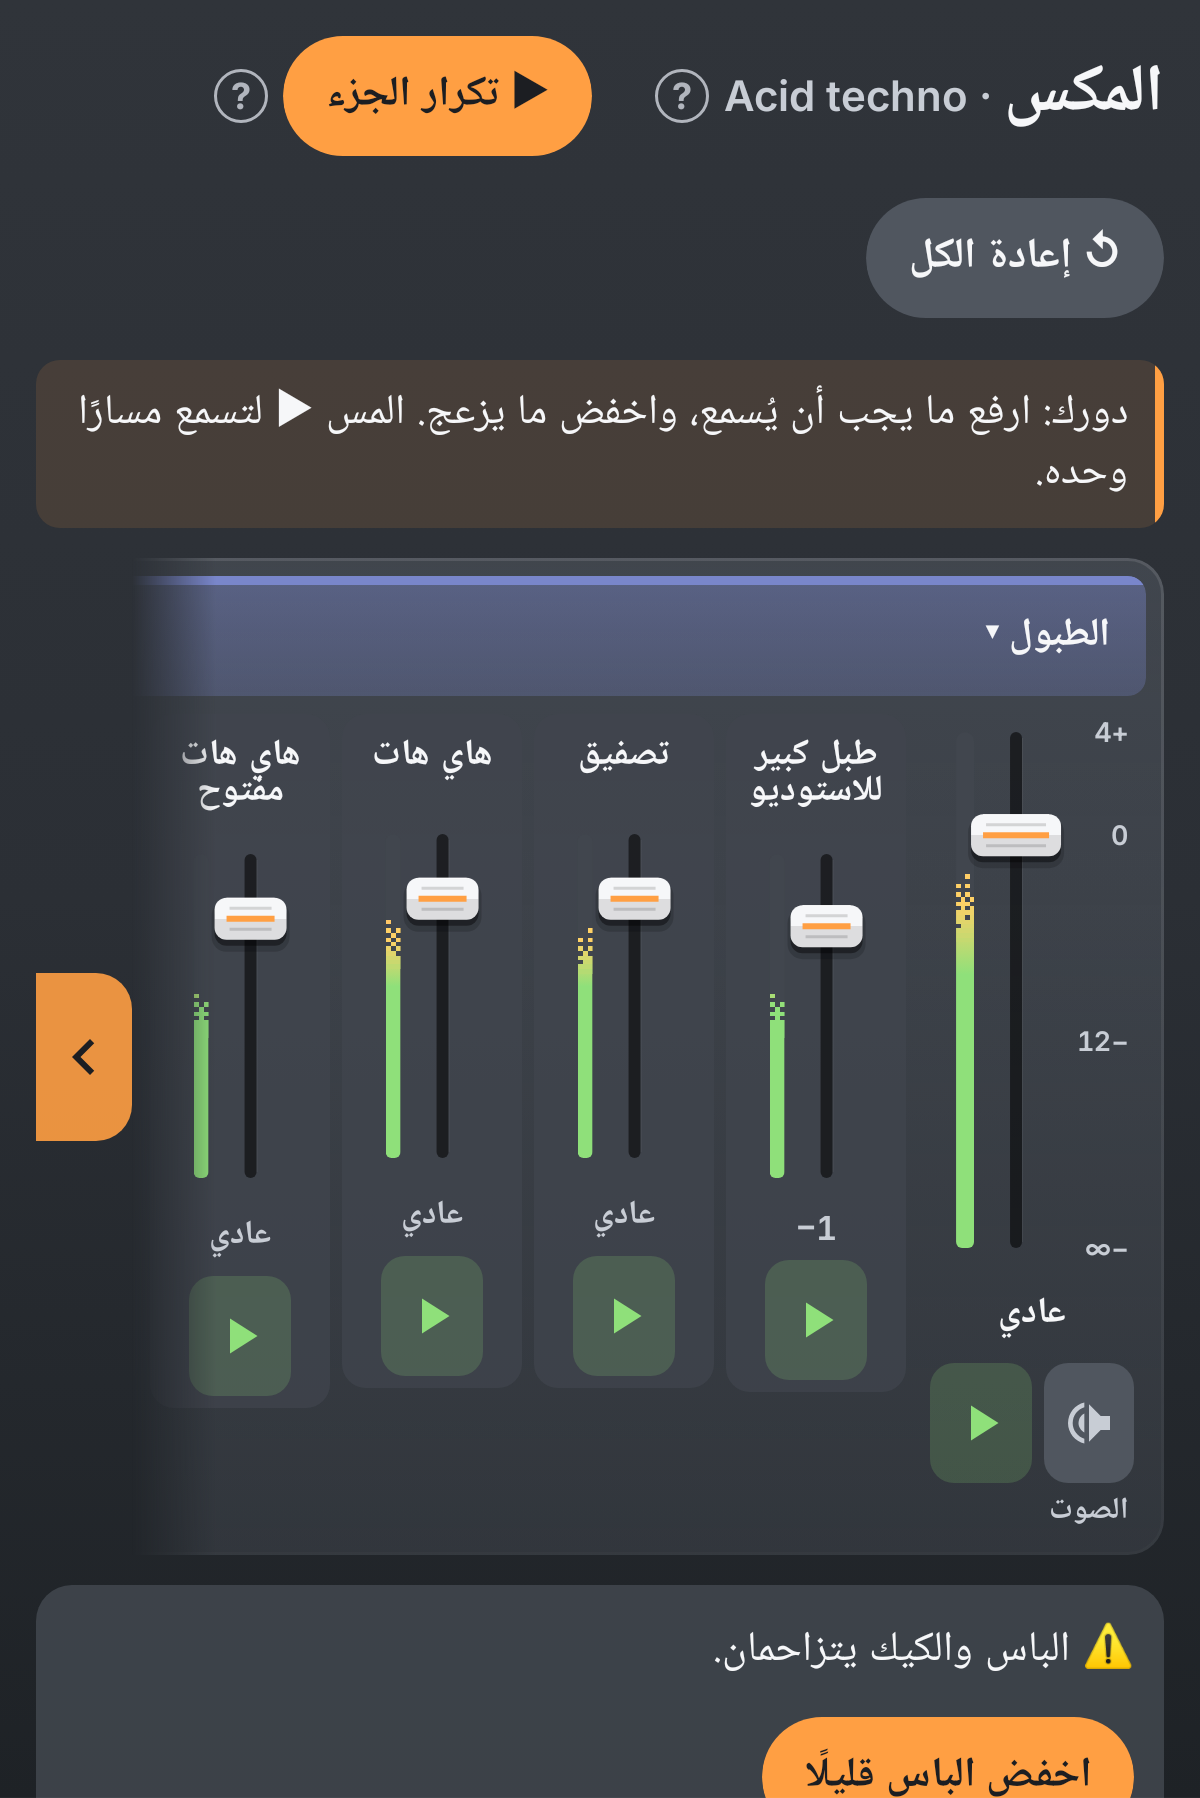 المكس · Acid techno ?
▶ تكرار الجزء ?
إعادة الكل
دورك: ارفع ما يجب أن يُسمع، واخفض ما يزعج. المس ▶ لتسمع مسارًا
وحده.
الطبول ▾
4+
0
12−
∞−
عادي
الصوت
طبل كبير
للاستوديو
−1
تصفيق
عادي
هاي هات
عادي
هاي هات
مفتوح
عادي
⚠️ الباس والكيك يتزاحمان.
اخفض الباس قليلًا